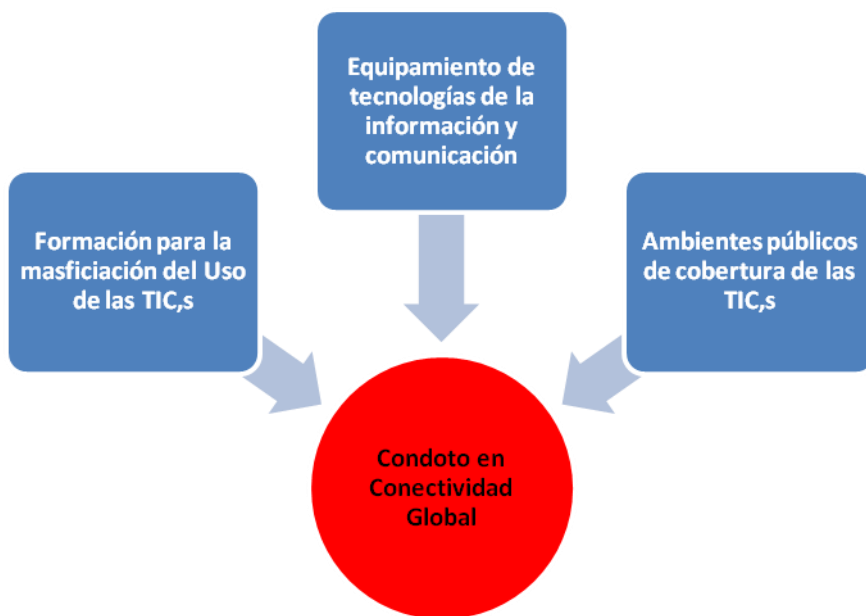 Equipamiento de
tecnologías de la
información y
comunicación
Formación para la
masficiación del Uso
de las TIC,s
Ambientes públicos
de cobertura de las
TIC,s
Condoto en
Conectividad
Global